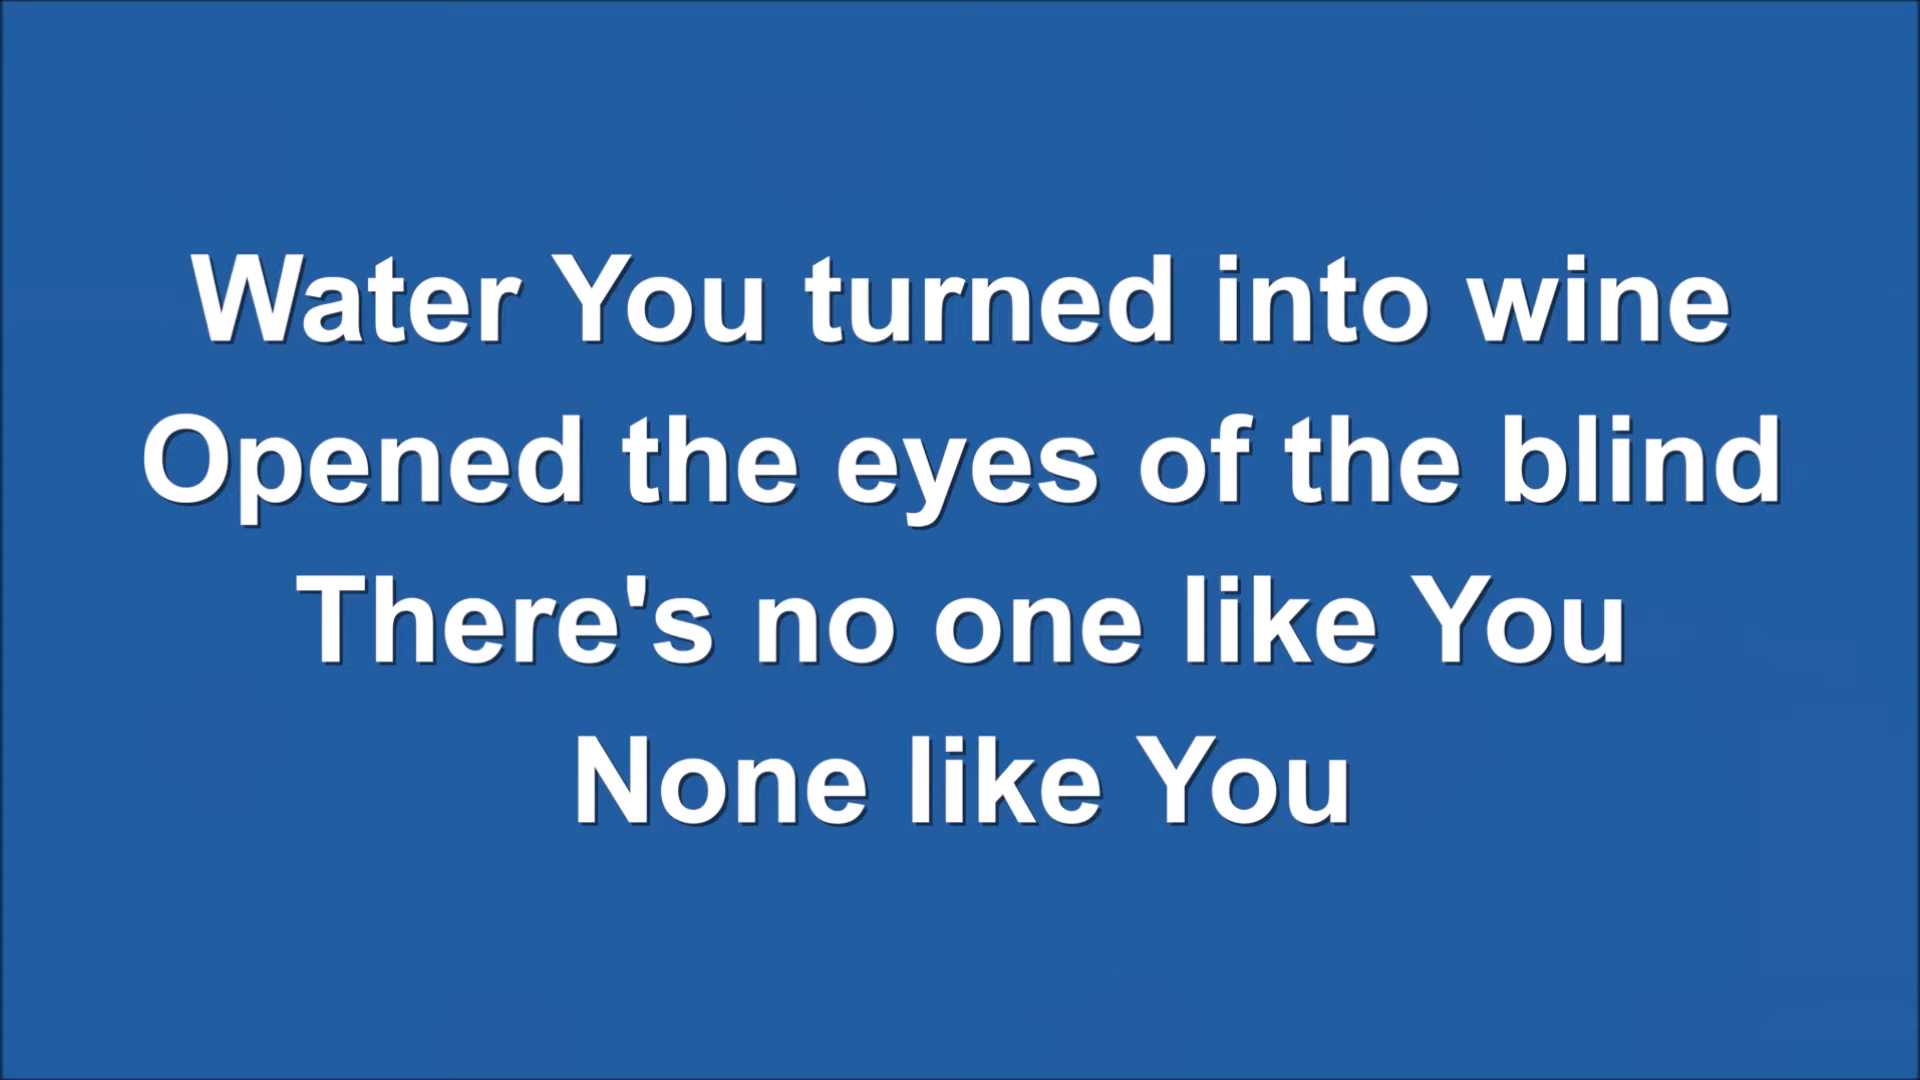 Water You turned into wine
Opened the eyes of the blind
There's no one like You
None like You